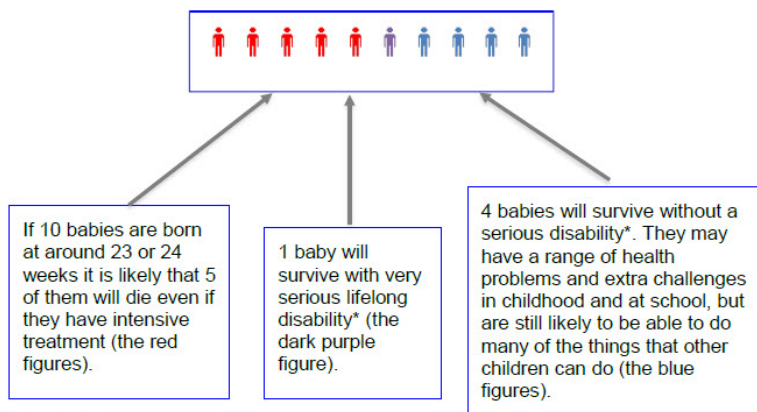 If 10 babies are born
at around 23 or 24
weeks it is likely that 5
of them will die even if
they have intensive
treatment (the red
figures).
1 baby will
survive with very
serious lifelong
disability* (the
dark purple
figure).
4 babies will survive without a
serious disability*. They may
have a range of health
problems and extra challenges
in childhood and at school, but
are still likely to be able to do
many of the things that other
children can do (the blue
figures).